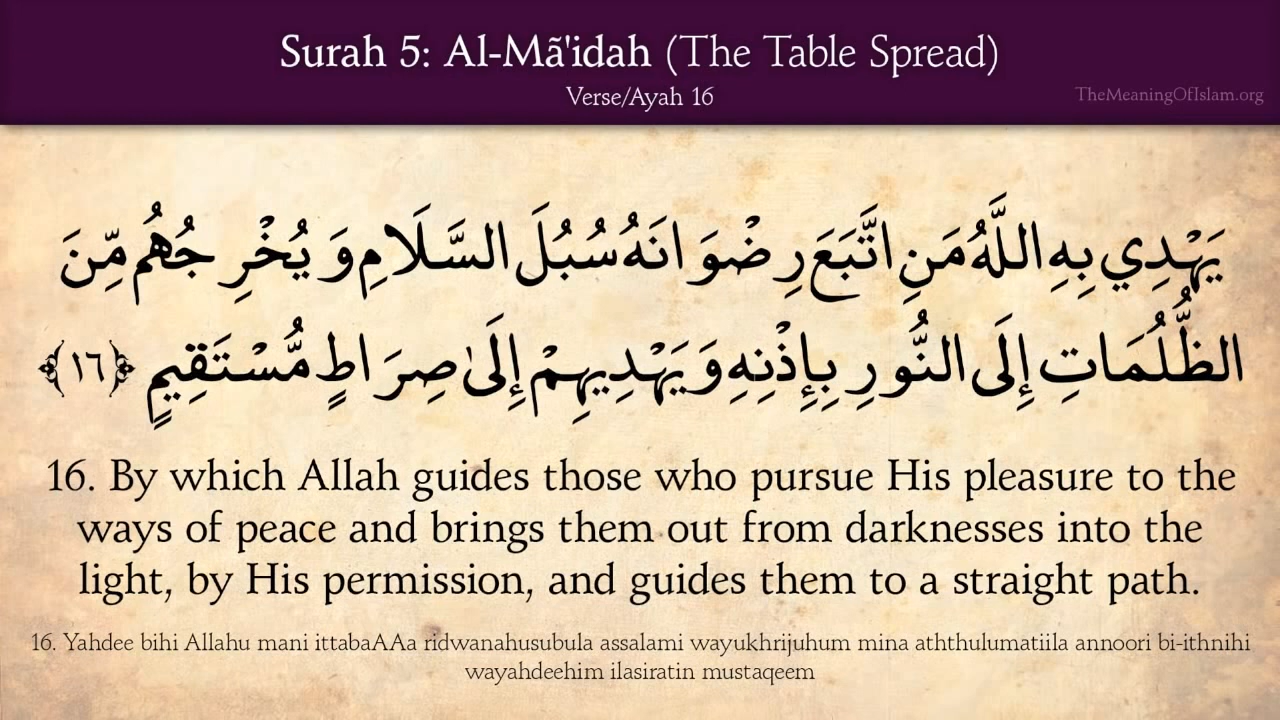 Surah 5: Al-Mã'idah (The Table Spread)
Verse/Ayah 16
TheMeaningOfIslam.org
يَهْدِي بِهِ اللَّهُ مَنِ اتَّبَعَ رِضْوَانَهُ سُبُلَ السَّلَامِ وَيُخْرِجُهُم مِّنَ
الظُّلُمَاتِ إِلَى النُّورِ بِإِذْنِهِ وَيَهْدِيهِمْ إِلَىٰ صِرَاطٍ مُّسْتَقِيمٍ ﴿١٦﴾
16. By which Allah guides those who pursue His pleasure to the
ways of peace and brings them out from darknesses into the
light, by His permission, and guides them to a straight path.
16. Yahdee bihi Allahu mani ittabaAAa ridwanahusubula assalami wayukhrijuhum mina aththulumatiila annoori bi-ithnihi
wayahdeehim ilasiratin mustaqeem